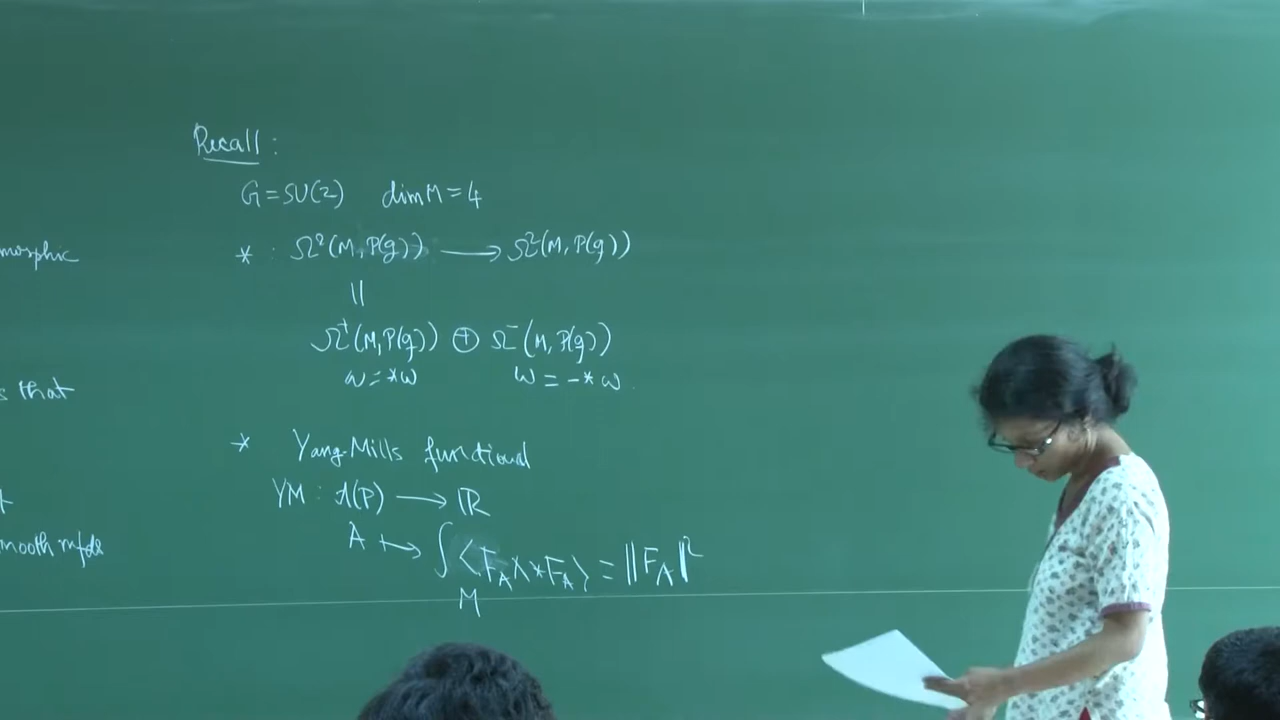 Recall :
G = SU(2) dim M = 4
* : Ω²(M, P(g)) ⟶ Ω²(M, P(g))
||
Ω⁺(M, P(g)) ⊕ Ω⁻(M, P(g))
ω = *ω ω = - * ω.
* Yang-Mills functional
YM : A(P) ⟶ ℝ
A ⟼ ∫_M ⟨F_A ∧ *F_A⟩ = ‖F_A‖²
morphic
s that
mooth mfds